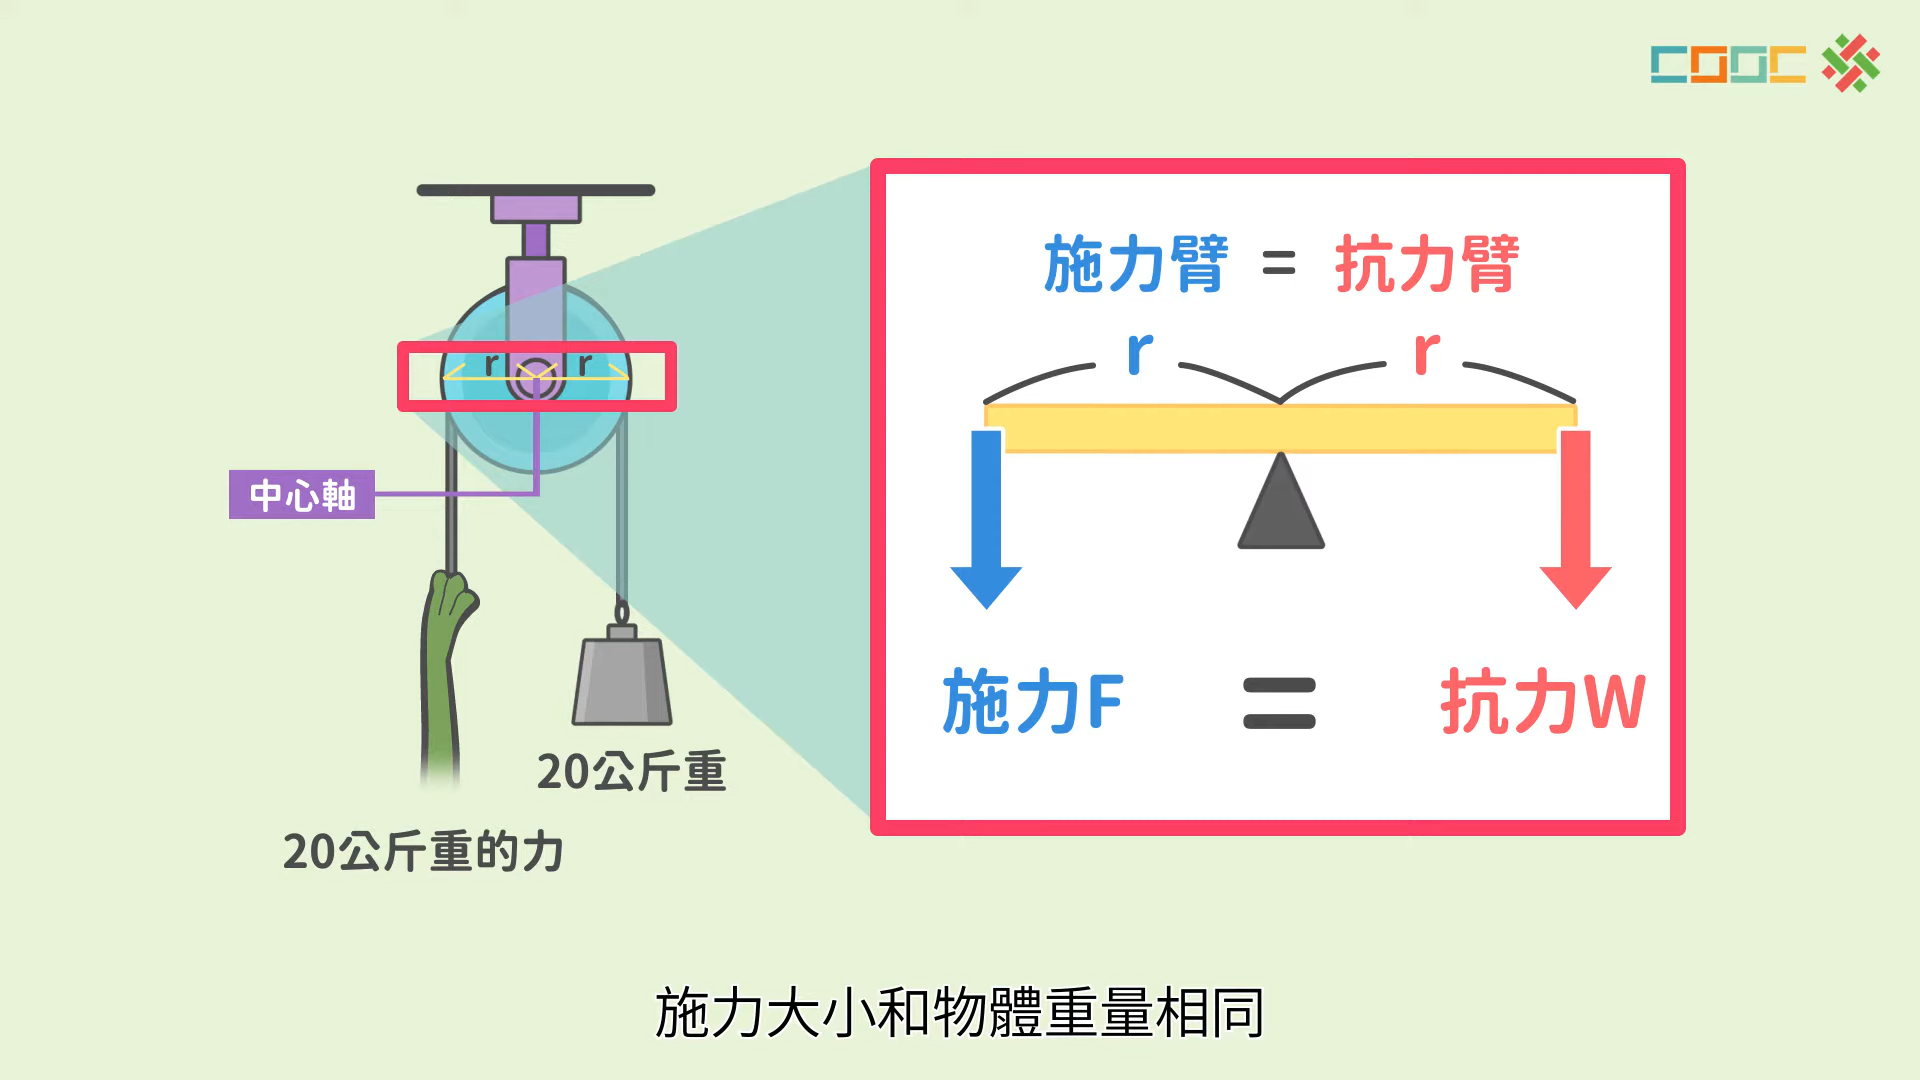 COOC
施力臂 = 抗力臂
r r
r r
中心軸
施力F = 抗力W
20公斤重
20公斤重的力
施力大小和物體重量相同